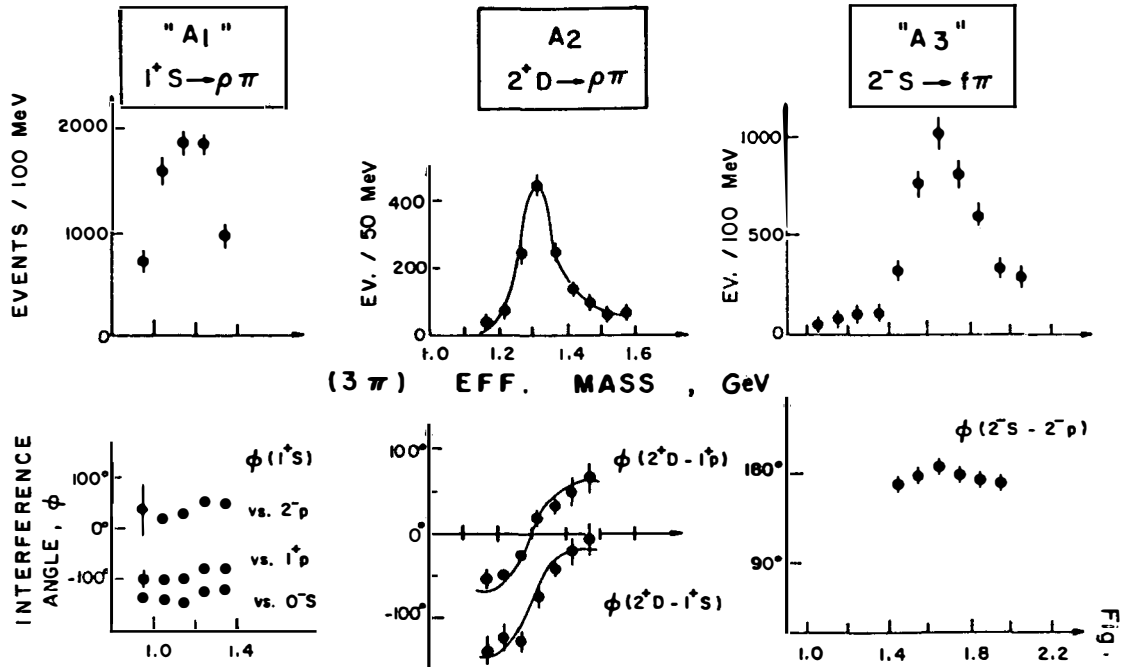 "A1"
1⁺S → ρπ
A2
2⁺D → ρπ
"A3"
2⁻S → fπ
EVENTS / 100 MeV
2000
1000
0
EV. / 50 MeV
400
200
0
1.0 1.2 1.4 1.6
EV. /100 MeV
1000
500
0
(3π) EFF. MASS , GeV
INTERFERENCE
ANGLE , φ
100°
0°
-100°
φ(1⁺S)
vs. 2⁻p
vs. 1⁺p
vs. 0⁻S
1.0 1.4
100°
0°
-100°
φ(2⁺D - 1⁺p)
φ(2⁺D - 1⁺S)
φ(2⁻S - 2⁻p)
180°
90°
1.0 1.4 1.8 2.2
Fig.